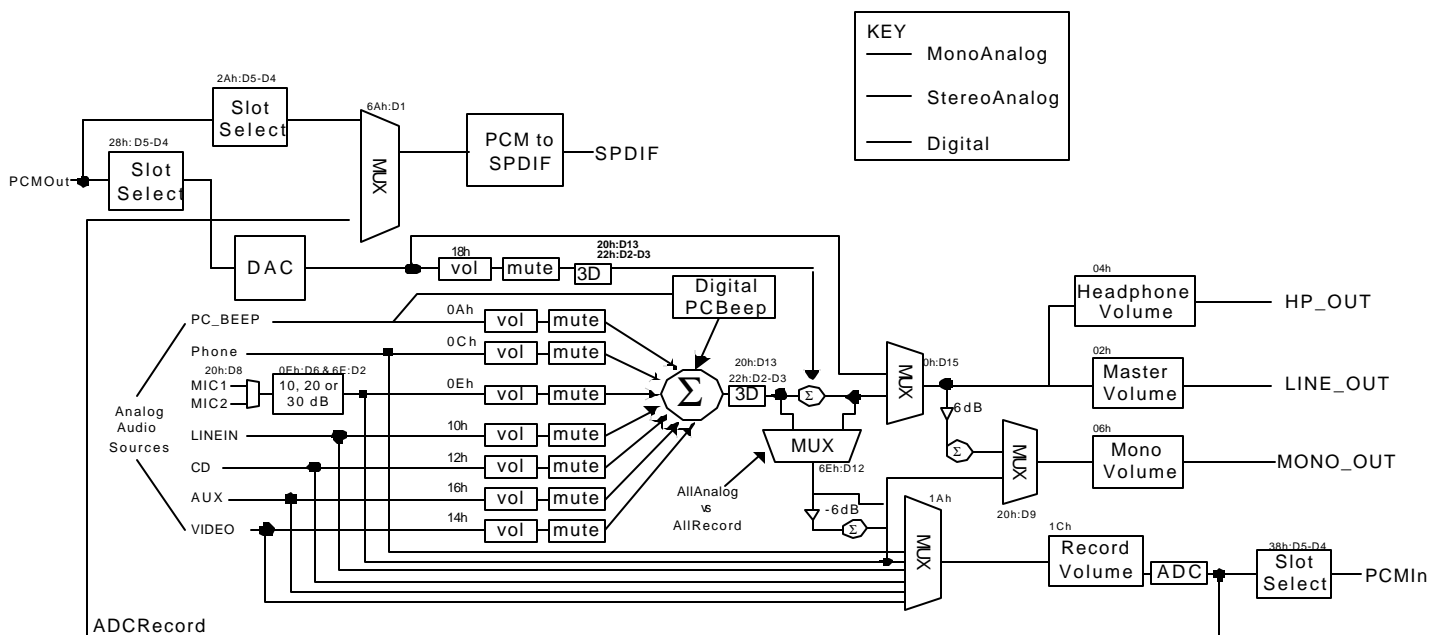 KEY
MonoAnalog
StereoAnalog
Digital
2Ah:D5-D4
Slot
Select
6Ah:D1
MUX
PCM to
SPDIF
SPDIF
28h: D5-D4
Slot
Select
PCMOut
DAC
18h
vol
mute
20h:D13
22h:D2-D3
3D
Digital
PCBeep
04h
Headphone
Volume
HP_OUT
PC_BEEP
0Ah
vol
mute
Phone
0Ch
vol
mute
20h:D8
MIC1
MIC2
0Eh:D6 & 6E:D2
10, 20 or
30 dB
0Eh
vol
mute
Σ
20h:D13
22h:D2-D3
3D
Σ
MUX
0h:D15
02h
Master
Volume
LINE_OUT
Analog
Audio
Sources
LINEIN
10h
vol
mute
MUX
6Eh:D12
6dB
Σ
MUX
20h:D9
06h
Mono
Volume
MONO_OUT
CD
12h
vol
mute
AUX
16h
vol
mute
VIDEO
14h
vol
mute
AllAnalog
vs
AllRecord
-6dB
Σ
1Ah
MUX
1Ch
Record
Volume
ADC
38h:D5-D4
Slot
Select
PCMIn
ADCRecord